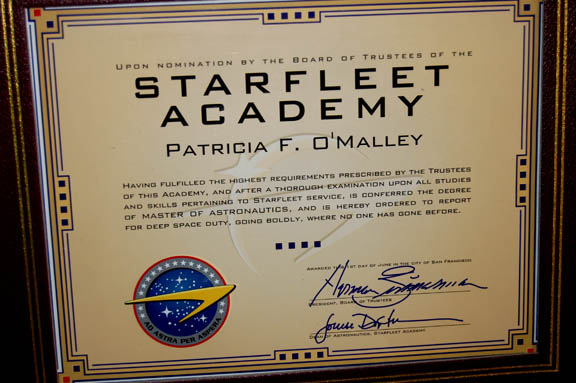 UPON NOMINATION BY THE BOARD OF TRUSTEES OF THE
STARFLEET
ACADEMY
PATRICIA F. O'MALLEY
HAVING FULFILLED THE HIGHEST REQUIREMENTS PRESCRIBED BY THE TRUSTEES
OF THIS ACADEMY, AND AFTER A THOROUGH EXAMINATION UPON ALL STUDIES
AND SKILLS PERTAINING TO STARFLEET SERVICE, IS CONFERRED THE DEGREE
OF MASTER OF ASTRONAUTICS, AND IS HEREBY ORDERED TO REPORT
FOR DEEP SPACE DUTY, GOING BOLDLY, WHERE NO ONE HAS GONE BEFORE.
AWARDED THIS 1ST DAY OF JUNE IN THE CITY OF SAN FRANCISCO
PRESIDENT, BOARD OF TRUSTEES
DEAN OF ASTRONAUTICS, STARFLEET ACADEMY
AD ASTRA PER ASPERA